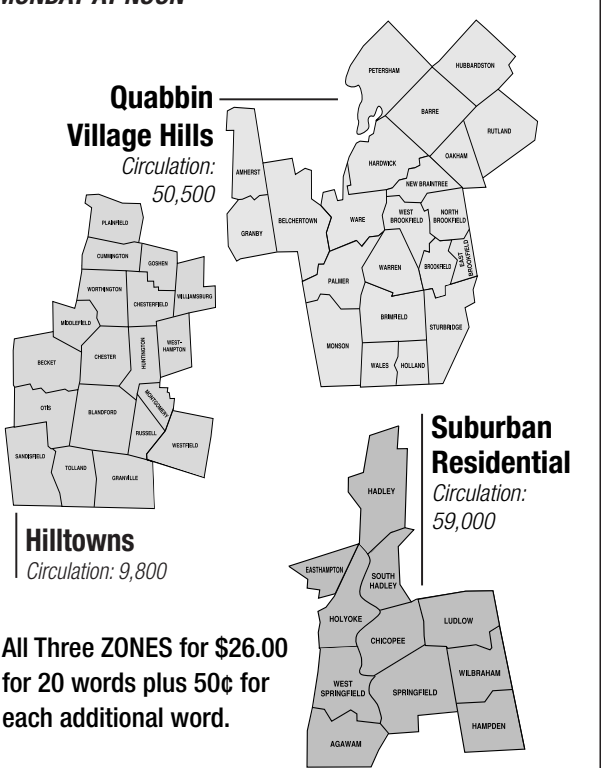 MONDAY AT NOON
Quabbin
Village Hills
Circulation:
50,500
PETERSHAM
HUBBARDSTON
BARRE
RUTLAND
HARDWICK
OAKHAM
NEW BRAINTREE
AMHERST
GRANBY
BELCHERTOWN
WARE
WEST
BROOKFIELD
NORTH
BROOKFIELD
PALMER
WARREN
BROOKFIELD
EAST
BROOKFIELD
MONSON
BRIMFIELD
STURBRIDGE
WALES
HOLLAND
PLAINFIELD
CUMMINGTON
GOSHEN
WORTHINGTON
CHESTERFIELD
WILLIAMSBURG
MIDDLEFIELD
BECKET
CHESTER
HUNTINGTON
WEST-
HAMPTON
OTIS
BLANDFORD
MONTGOMERY
RUSSELL
WESTFIELD
SANDISFIELD
TOLLAND
GRANVILLE
Hilltowns
Circulation: 9,800
Suburban
Residential
Circulation:
59,000
HADLEY
EASTHAMPTON
SOUTH
HADLEY
HOLYOKE
CHICOPEE
LUDLOW
WEST
SPRINGFIELD
SPRINGFIELD
WILBRAHAM
HAMPDEN
AGAWAM
All Three ZONES for $26.00
for 20 words plus 50¢ for
each additional word.